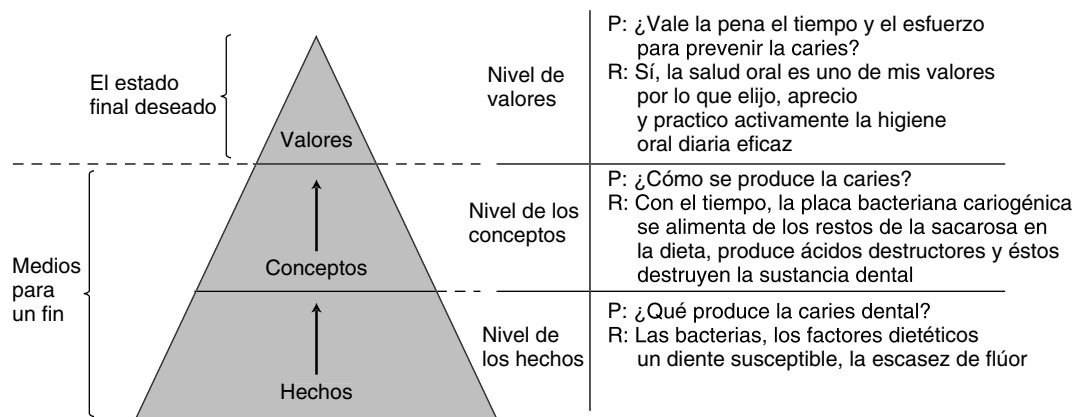 El estado
final deseado
Valores
Nivel de
valores
P: ¿Vale la pena el tiempo y el esfuerzo
para prevenir la caries?
R: Sí, la salud oral es uno de mis valores
por lo que elijo, aprecio
y practico activamente la higiene
oral diaria eficaz
Medios
para
un fin
Conceptos
Nivel de los
conceptos
P: ¿Cómo se produce la caries?
R: Con el tiempo, la placa bacteriana cariogénica
se alimenta de los restos de la sacarosa en
la dieta, produce ácidos destructores y éstos
destruyen la sustancia dental
Hechos
Nivel de
los hechos
P: ¿Qué produce la caries dental?
R: Las bacterias, los factores dietéticos
un diente susceptible, la escasez de flúor